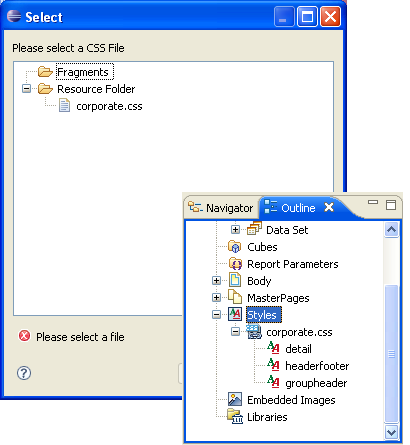 Select
Please select a CSS File
Fragments
Resource Folder
corporate.css
Please select a file
Navigator
Outline
Data Set
Cubes
Report Parameters
Body
MasterPages
Styles
corporate.css
detail
headerfooter
groupheader
Embedded Images
Libraries